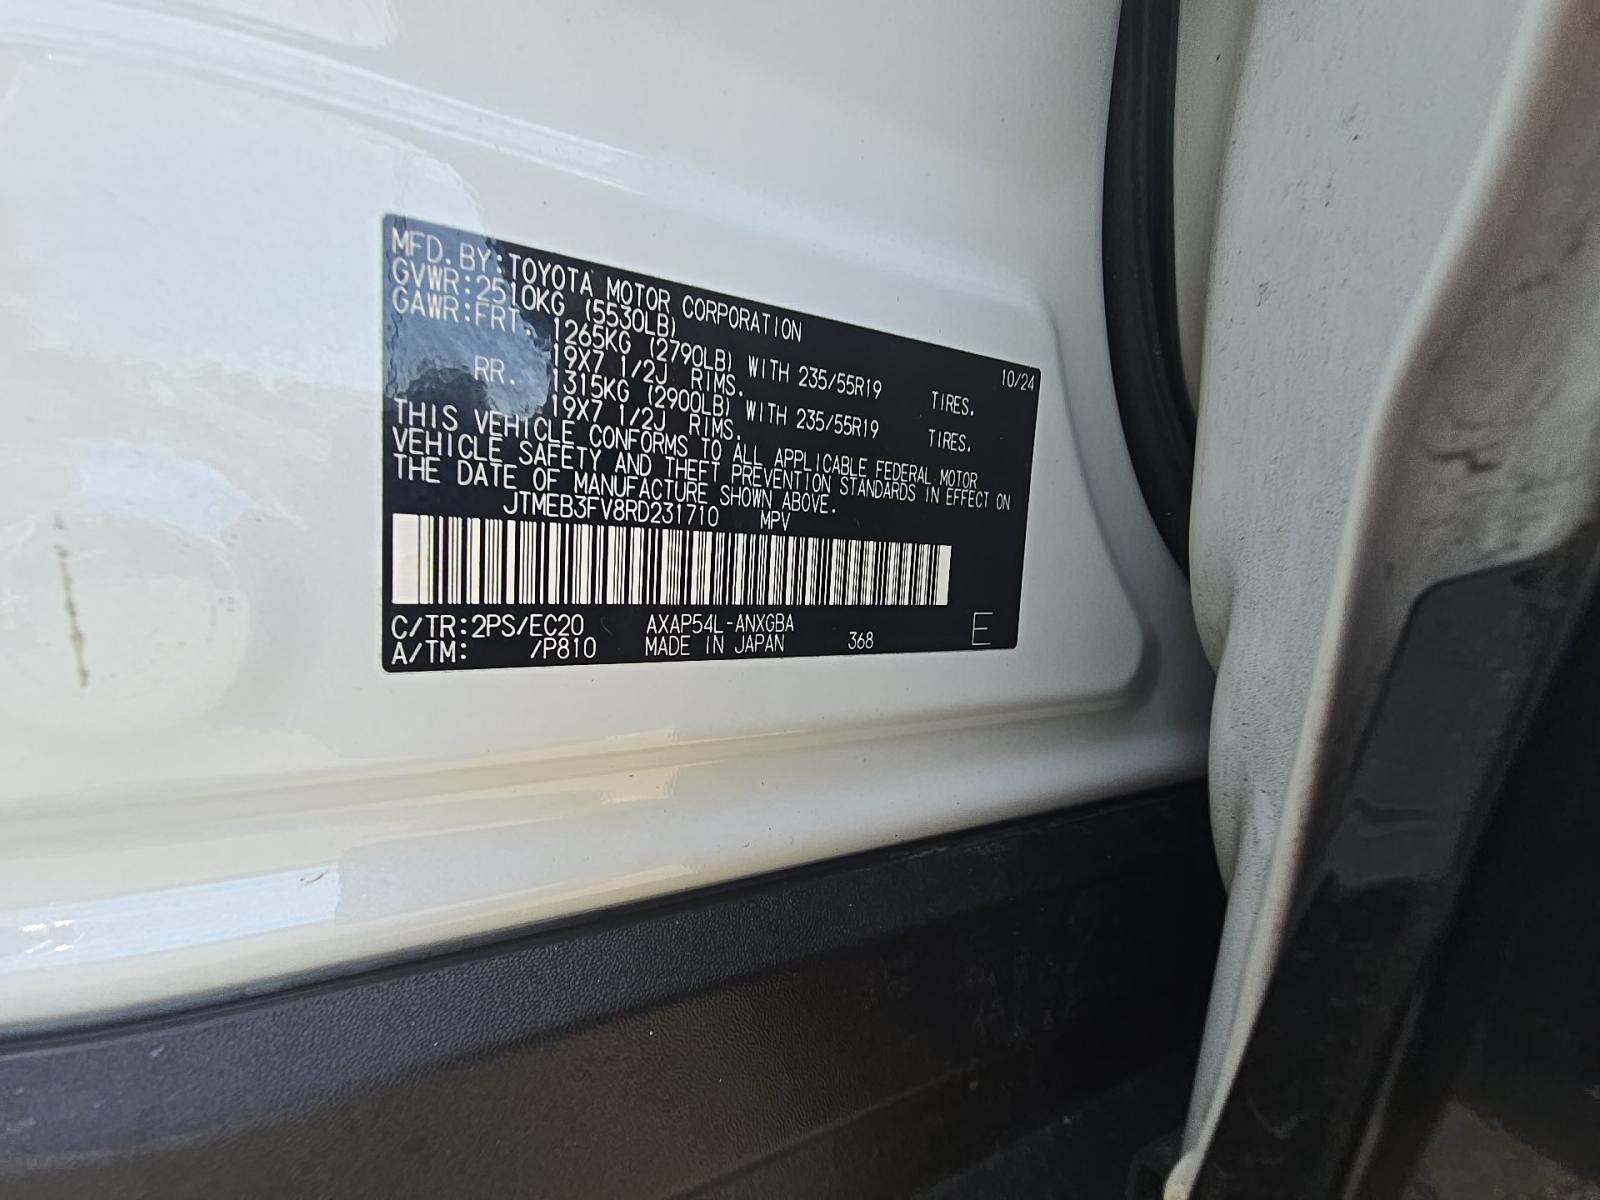 MFD. BY: TOYOTA MOTOR CORPORATION 10/24
GVWR: 2510KG (5530LB)
GAWR: FRT. 1265KG (2790LB) WITH 235/55R19 TIRES.
19X7 1/2J RIMS.
RR. 1315KG (2900LB) WITH 235/55R19 TIRES.
19X7 1/2J RIMS.
THIS VEHICLE CONFORMS TO ALL APPLICABLE FEDERAL MOTOR
VEHICLE SAFETY AND THEFT PREVENTION STANDARDS IN EFFECT ON
THE DATE OF MANUFACTURE SHOWN ABOVE.
JTMEB3FV8RD231710 MPV
C/TR: 2PS/EC20 AXAP54L-ANXGBA
A/TM: /P810 MADE IN JAPAN 368 E